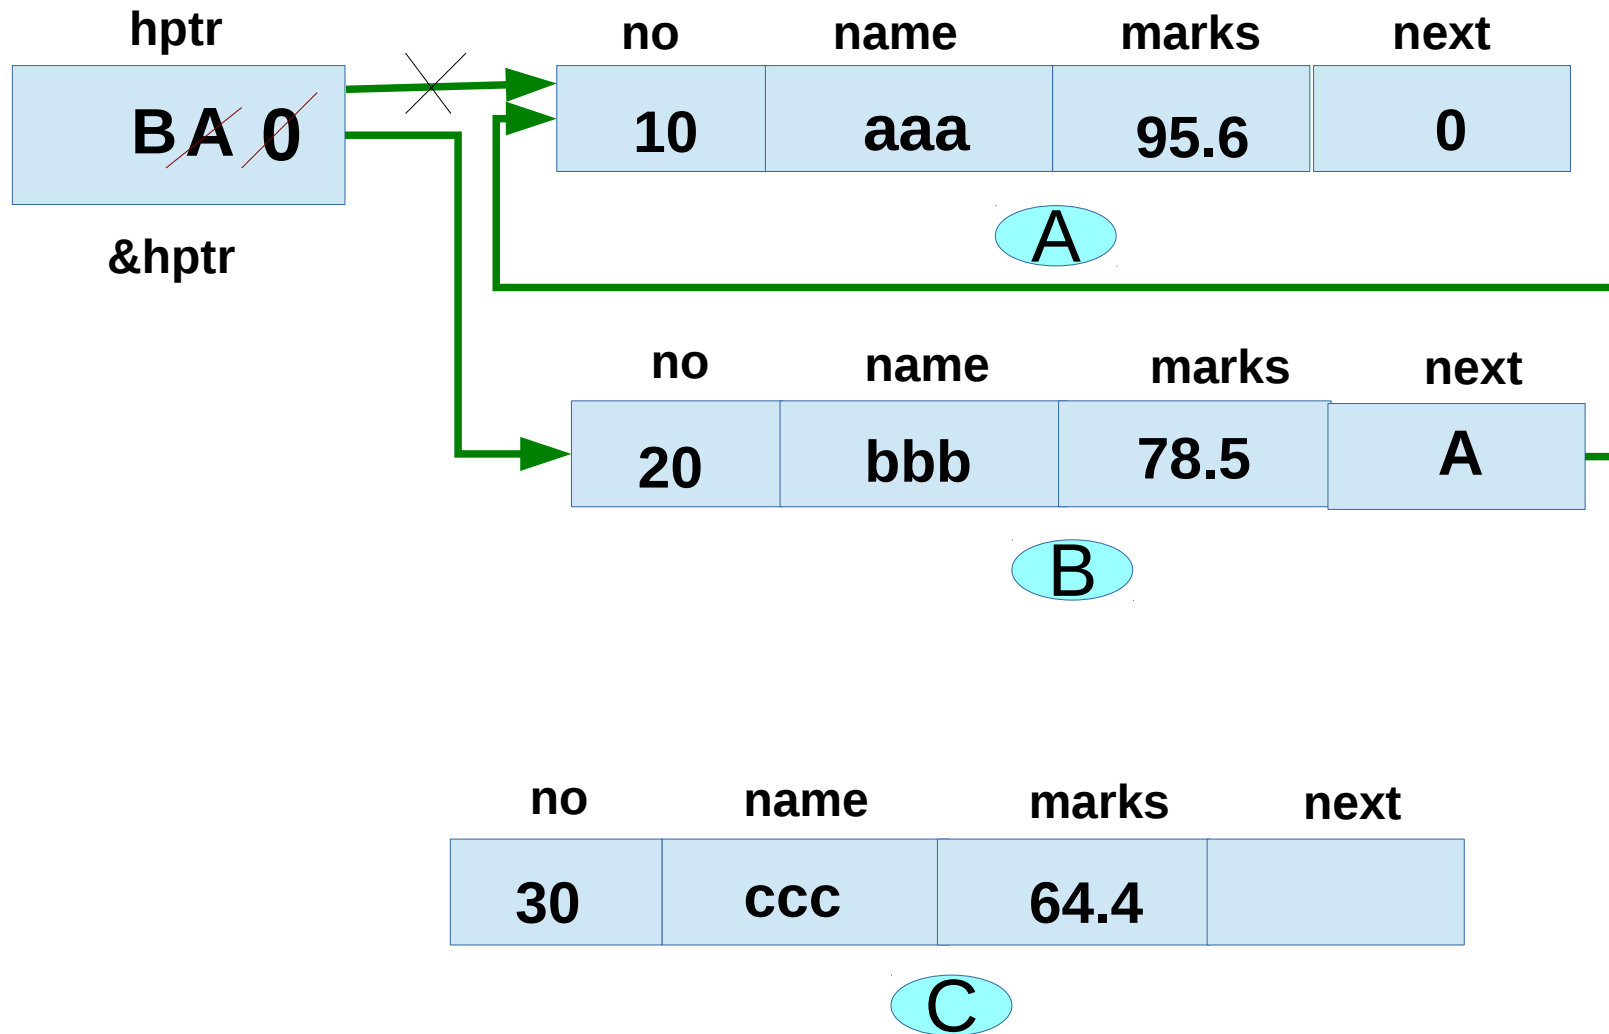 hptr
no name marks next
B A 0
10 aaa 95.6 0
A
&hptr
no name marks next
20 bbb 78.5 A
B
no name marks next
30 ccc 64.4
C